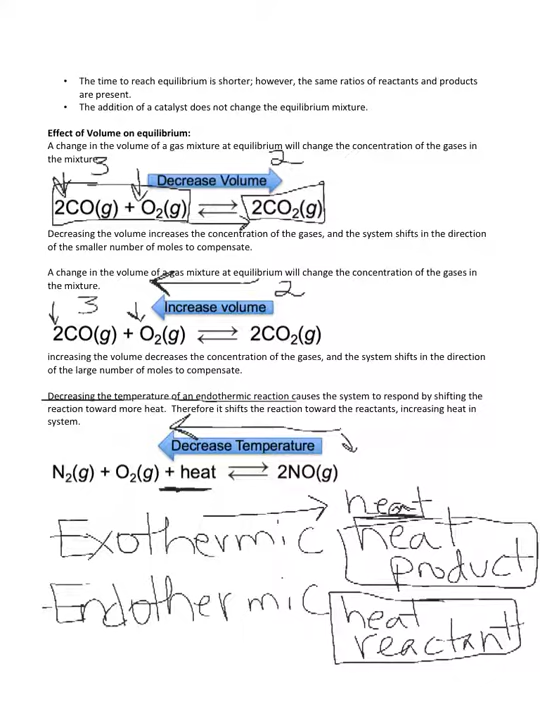 • The time to reach equilibrium is shorter; however, the same ratios of reactants and products
are present.
• The addition of a catalyst does not change the equilibrium mixture.
Effect of Volume on equilibrium:
A change in the volume of a gas mixture at equilibrium will change the concentration of the gases in
the mixture.
3 2
Decrease Volume
2CO(g) + O₂(g) ⇌ 2CO₂(g)
Decreasing the volume increases the concentration of the gases, and the system shifts in the direction
of the smaller number of moles to compensate.
A change in the volume of a gas mixture at equilibrium will change the concentration of the gases in
the mixture.
3 2
Increase volume
2CO(g) + O₂(g) ⇌ 2CO₂(g)
increasing the volume decreases the concentration of the gases, and the system shifts in the direction
of the large number of moles to compensate.
Decreasing the temperature of an endothermic reaction causes the system to respond by shifting the
reaction toward more heat. Therefore it shifts the reaction toward the reactants, increasing heat in
system.
Decrease Temperature
N₂(g) + O₂(g) + heat ⇌ 2NO(g)
heat
Exothermic heat
product
Endothermic heat
reactant